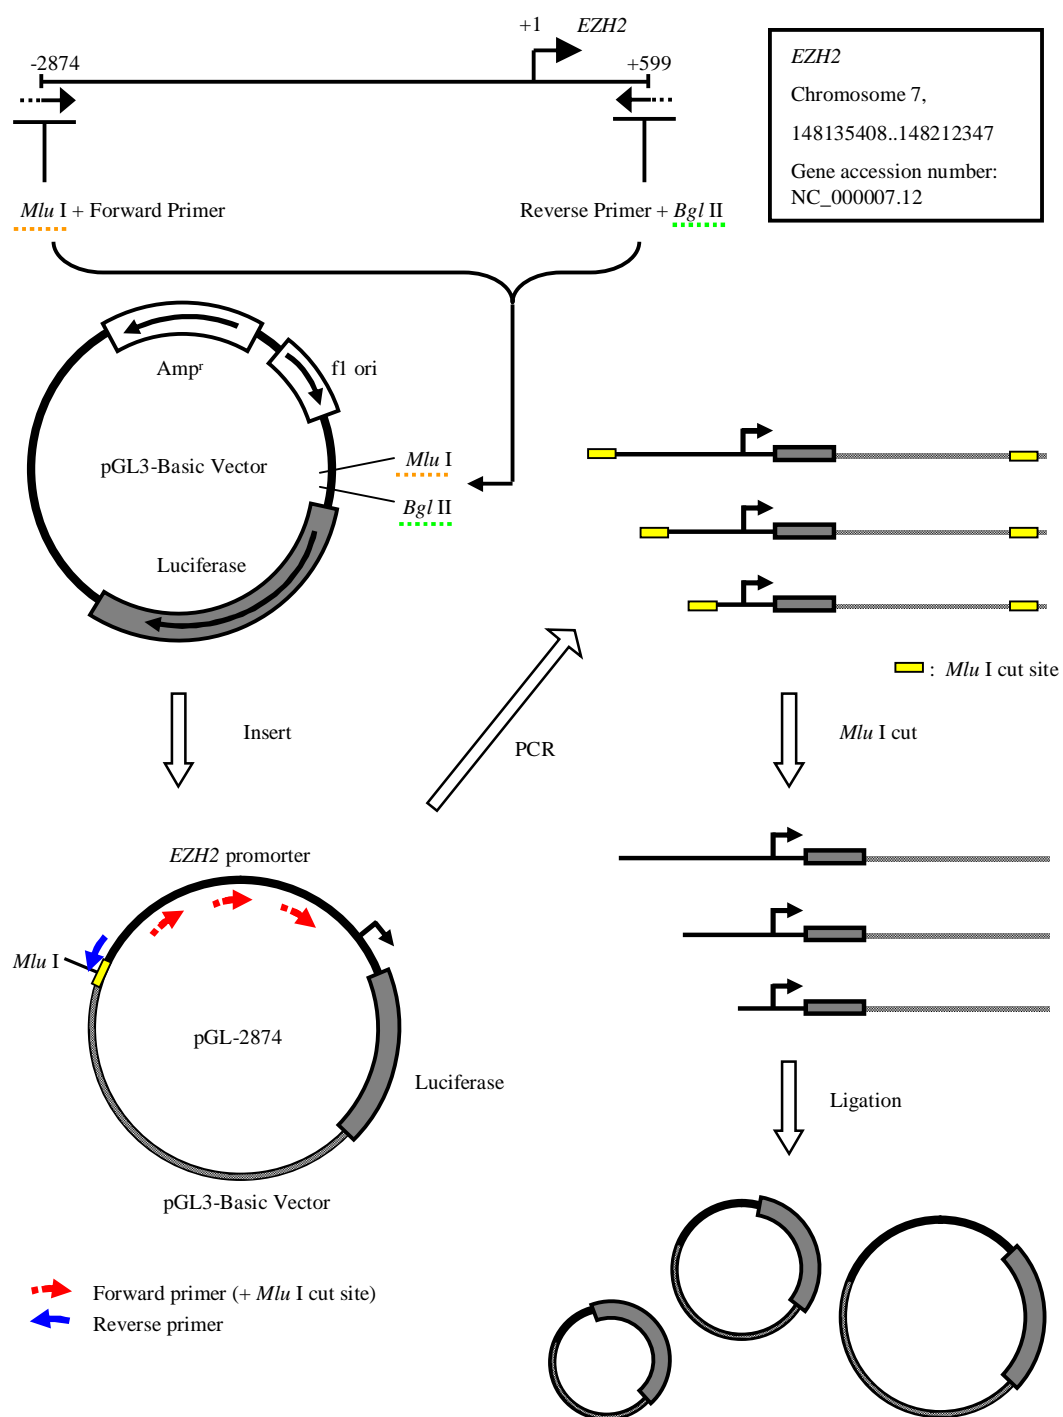 +1
EZH2
-2874
+599
EZH2
Chromosome 7,
148135408..148212347
Gene accession number:
NC_000007.12
Mlu I + Forward Primer
Reverse Primer + Bgl II
Ampr
f1 ori
pGL3-Basic Vector
Mlu I
Bgl II
Luciferase
: Mlu I cut site
Insert
PCR
Mlu I cut
EZH2 promorter
Mlu I
pGL-2874
Luciferase
Ligation
pGL3-Basic Vector
Forward primer (+ Mlu I cut site)
Reverse primer